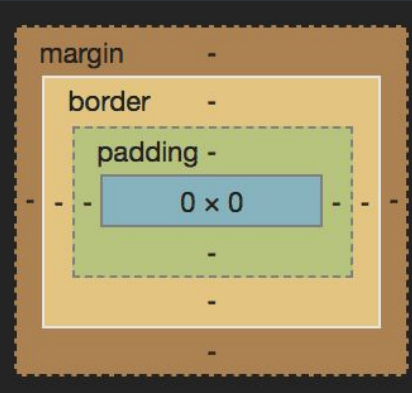 margin -
border -
padding -
- - - 0 × 0 - - -
-
-
-